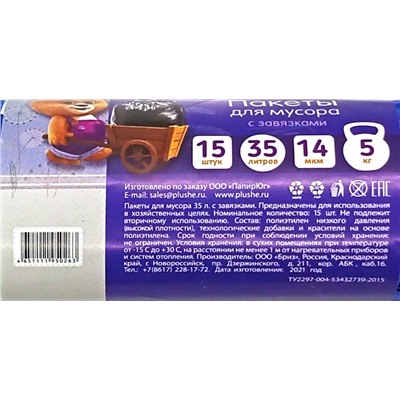 Пакеты
для мусора
с завязками
15 штук
35 литров
14 мкм
5 кг
Изготовлено по заказу ООО «ПапирЮг»
E-mail: sales@plushe.ru, www.plushe.ru
Пакеты для мусора 35 л. с завязками. Предназначены для использования
в хозяйственных целях. Номинальное количество: 15 шт. Не подлежит
вторичному использованию. Состав: полиэтилен низкого давления
(высокой плотности), технологические добавки и красители на основе
полиэтилена. Срок годности при соблюдении условий хранения:
не ограничен. Условия хранения: в сухих помещениях при температуре
от -15 С до +30 С, на расстоянии не менее 1 м от нагревательных приборов
и систем отопления. Производитель: ООО «Бриз», Россия, Краснодарский
край, г. Новороссийск, пр. Дзержинского, д. 211, кор. АБК , каб.16.
Тел.: +7(8617) 228-17-72. Дата изготовления: 2021 год
ТУ2297-004-53432739-2015
4651111950263
EAC